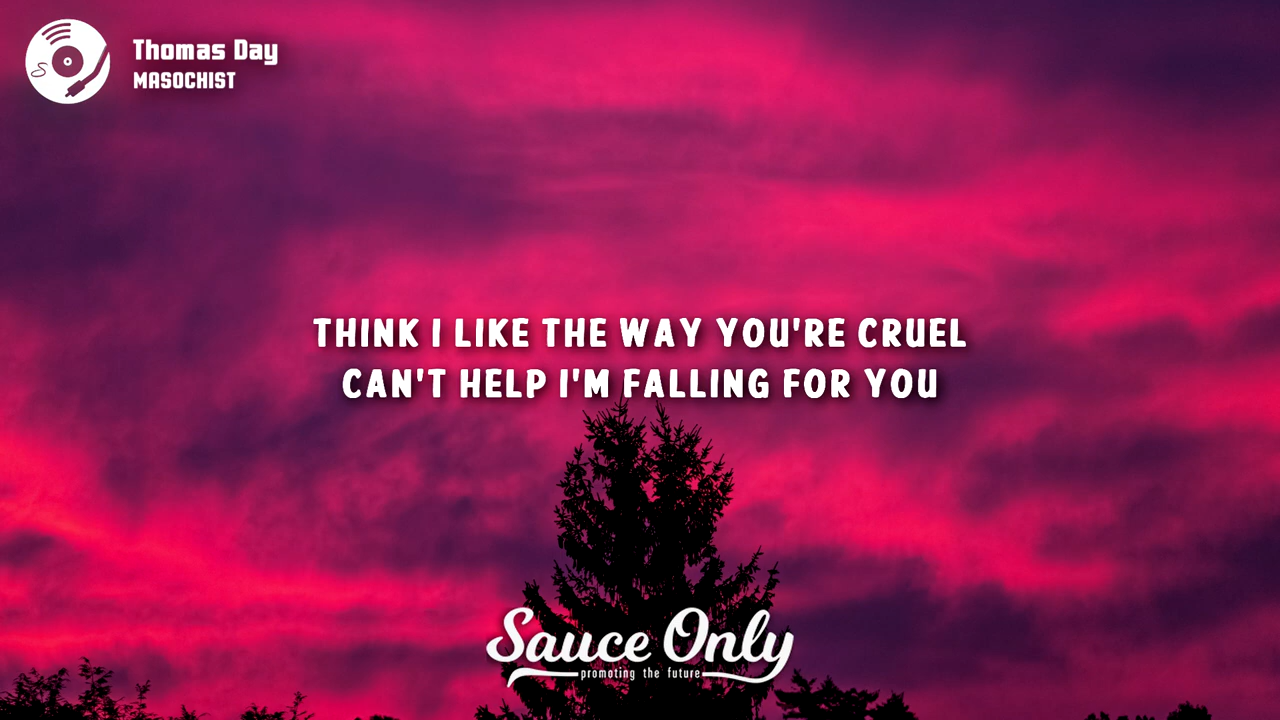 Thomas Day
MASOCHIST
THINK I LIKE THE WAY YOU'RE CRUEL
CAN'T HELP I'M FALLING FOR YOU
Sauce Only
promoting the future